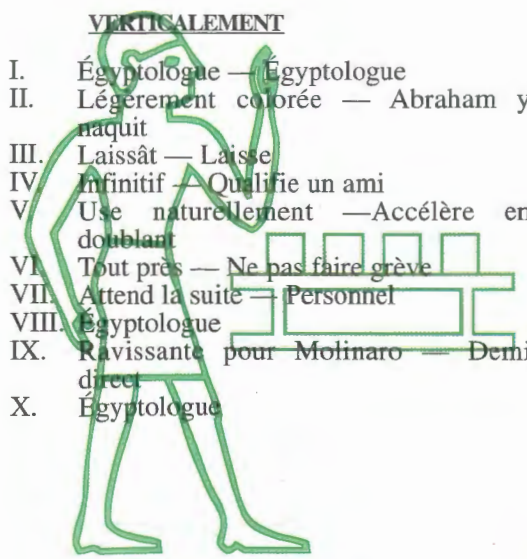 VERTICALEMENT
I. Égyptologue — Égyptologue
II. Légèrement colorée — Abraham y
naquit
III. Laissât — Laisse
IV. Infinitif — Qualifie un ami
V. Use naturellement —Accélère en
doublant
VI. Tout près — Ne pas faire grève
VII. Attend la suite — Personnel
VIII. Égyptologue
IX. Ravissante pour Molinaro — Demi
direct
X. Égyptologue